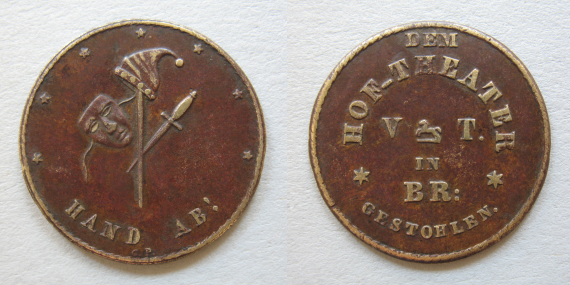 HAND AB!
DEM
HOF-THEATER
V & T.
IN
BR:
GESTOHLEN.